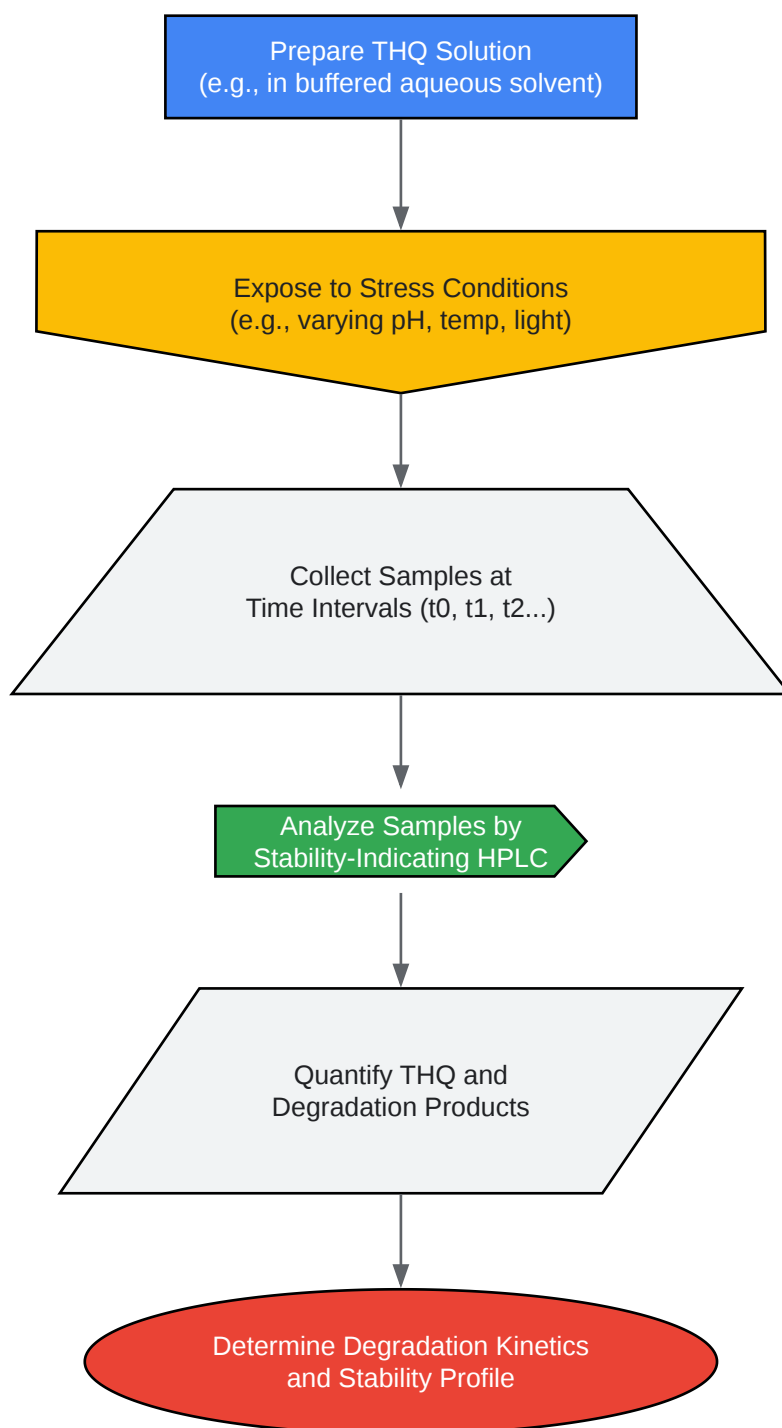 Prepare THQ Solution
(e.g., in buffered aqueous solvent)
Expose to Stress Conditions
(e.g., varying pH, temp, light)
Collect Samples at
Time Intervals (t0, t1, t2...)
Analyze Samples by
Stability-Indicating HPLC
Quantify THQ and
Degradation Products
Determine Degradation Kinetics
and Stability Profile